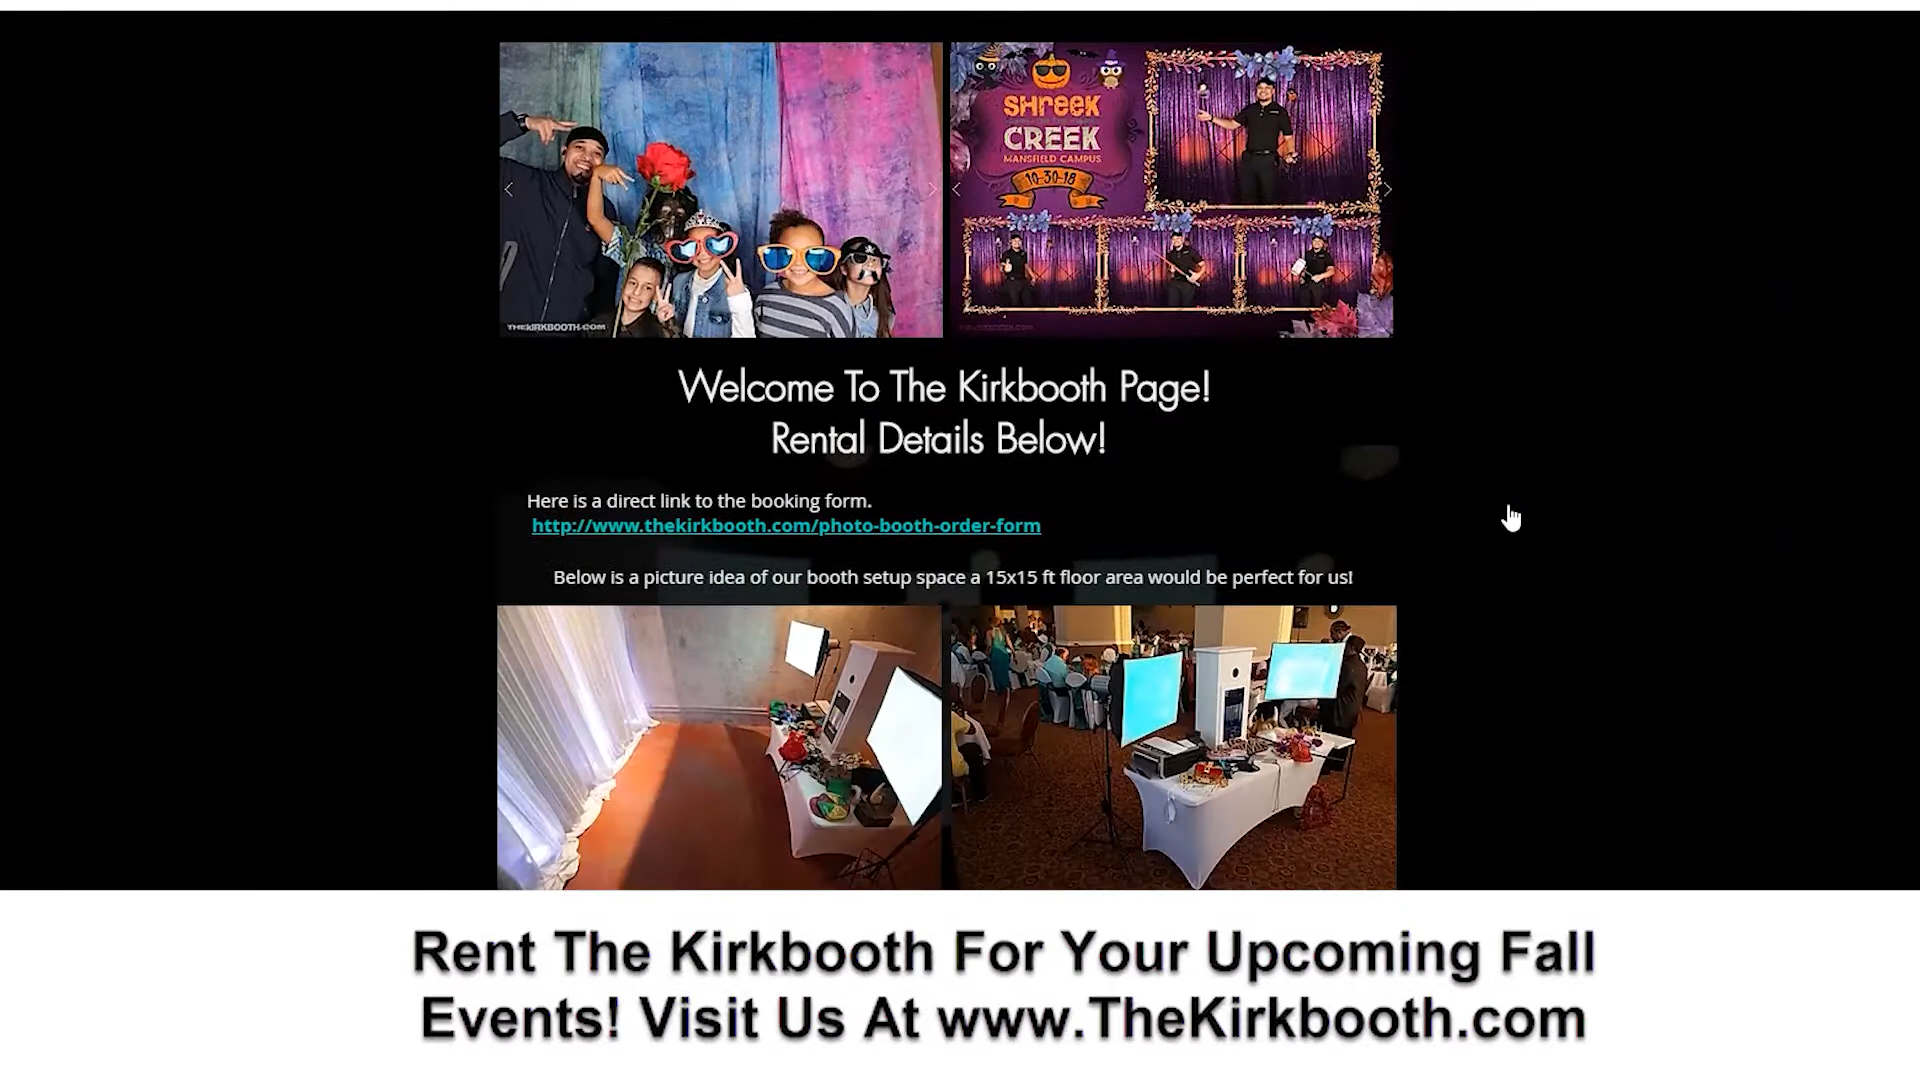 SHreeK
CREEK
MANSFIELD CAMPUS
10-30-18
THEKIRKBOOTH.COM
Welcome To The Kirkbooth Page!
Rental Details Below!
Here is a direct link to the booking form.
http://www.thekirkbooth.com/photo-booth-order-form
Below is a picture idea of our booth setup space a 15x15 ft floor area would be perfect for us!
Rent The Kirkbooth For Your Upcoming Fall
Events! Visit Us At www.TheKirkbooth.com